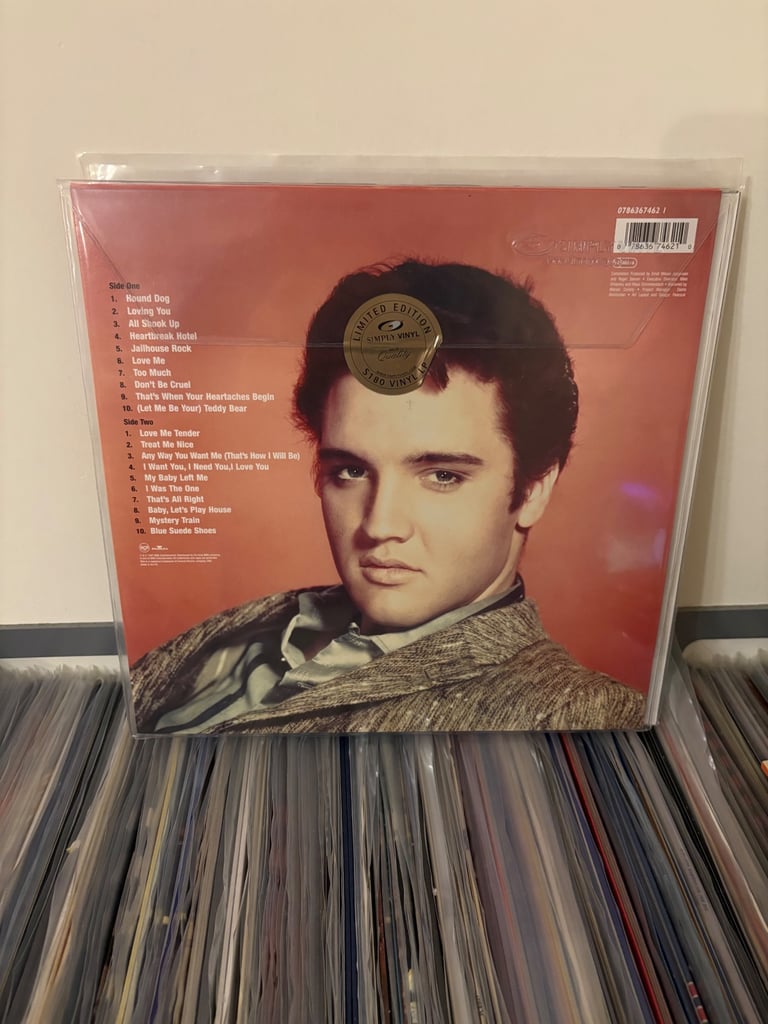 0786367462 1
0 78636 74621 0
LIMITED EDITION
SIMPLY VINYL
Quality
S180 VINYL LP
Side One
1. Hound Dog
2. Loving You
3. All Shook Up
4. Heartbreak Hotel
5. Jailhouse Rock
6. Love Me
7. Too Much
8. Don't Be Cruel
9. That's When Your Heartaches Begin
10. (Let Me Be Your) Teddy Bear
Side Two
1. Love Me Tender
2. Treat Me Nice
3. Any Way You Want Me (That's How I Will Be)
4. I Want You, I Need You,I Love You
5. My Baby Left Me
6. I Was The One
7. That's All Right
8. Baby, Let's Play House
9. Mystery Train
10. Blue Suede Shoes